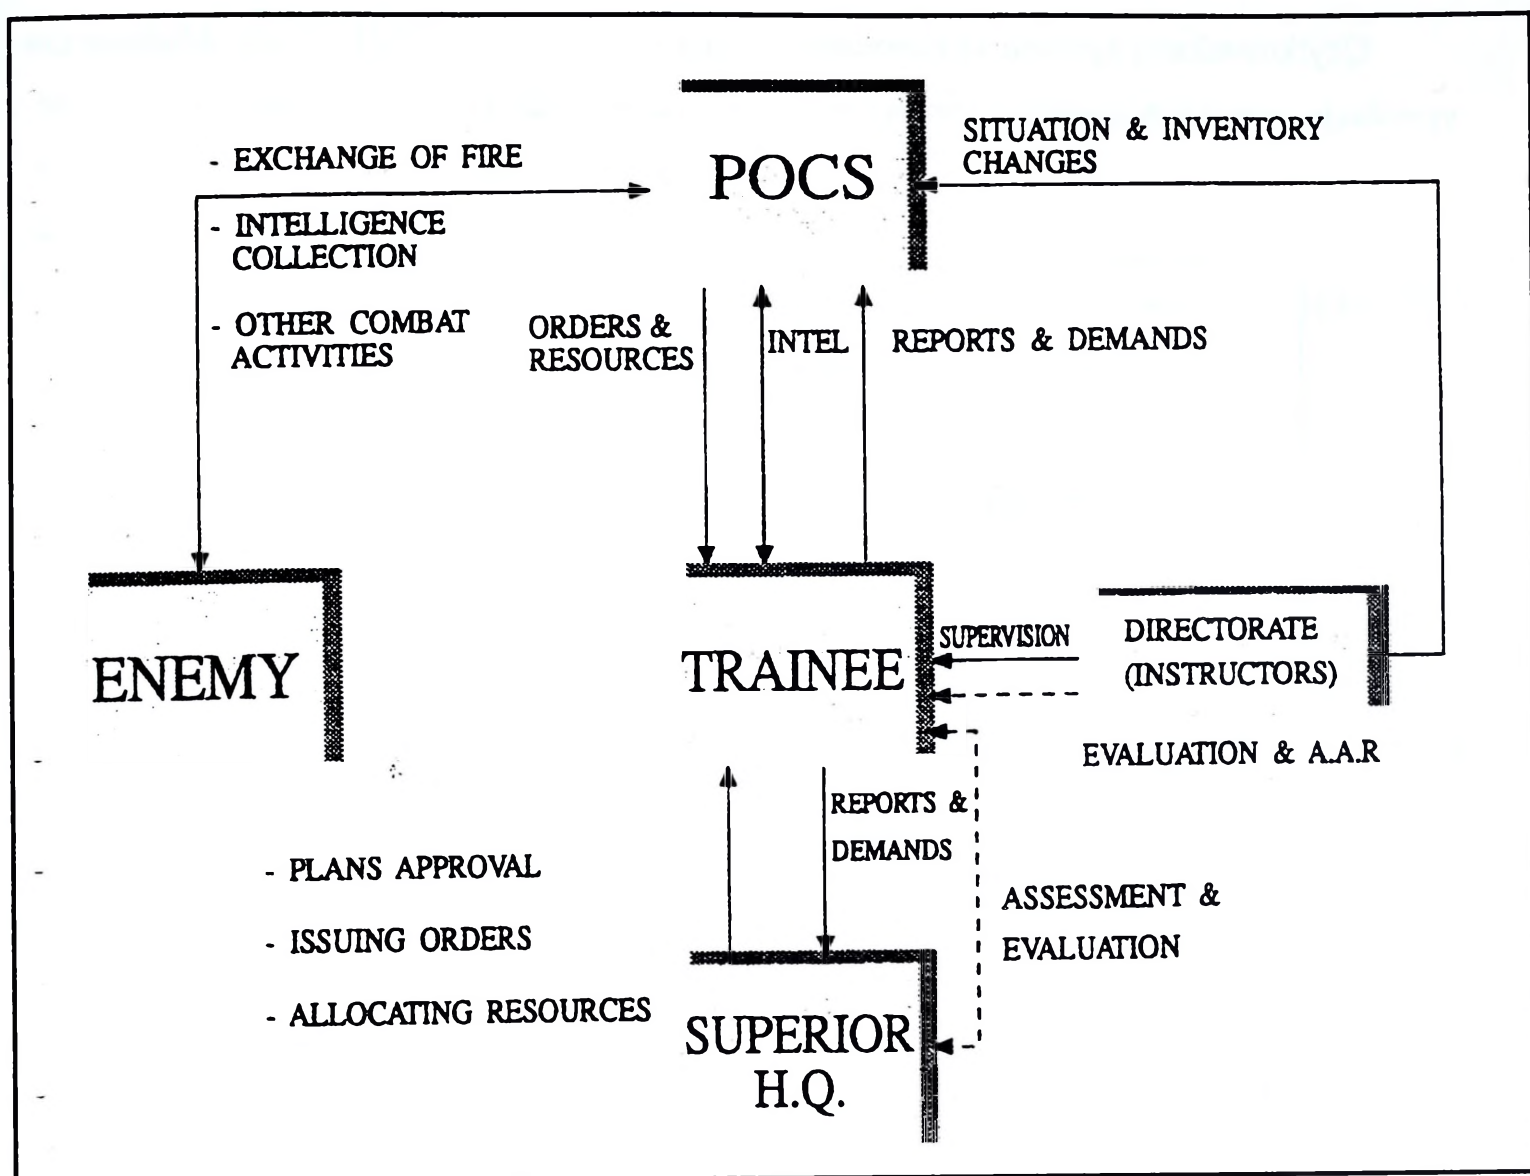 POCS
SITUATION & INVENTORY
CHANGES
- EXCHANGE OF FIRE
- INTELLIGENCE
COLLECTION
- OTHER COMBAT
ACTIVITIES
ORDERS &
RESOURCES
INTEL
REPORTS & DEMANDS
ENEMY
TRAINEE
SUPERVISION
DIRECTORATE
(INSTRUCTORS)
EVALUATION & A.A.R
REPORTS &
DEMANDS
- PLANS APPROVAL
- ISSUING ORDERS
- ALLOCATING RESOURCES
ASSESSMENT &
EVALUATION
SUPERIOR
H.Q.